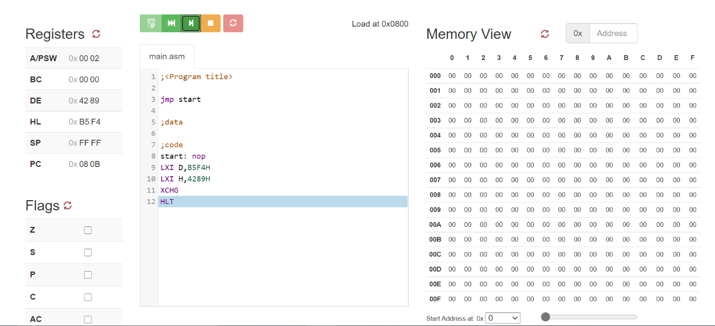 Registers
A/PSW 0x 00 02
BC 0x 00 00
DE 0x 42 89
HL 0x B5 F4
SP 0x FF FF
PC 0x 08 0B
Flags
Z
S
P
C
AC
Load at 0x0800
main.asm
1 ;<Program title>
2
3 jmp start
4
5 ;data
6
7 ;code
8 start: nop
9 LXI D,B5F4H
10 LXI H,4289H
11 XCMG
12 HLT
Memory View
0x Address
0 1 2 3 4 5 6 7 8 9 A B C D E F
000 00 00 00 00 00 00 00 00 00 00 00 00 00 00 00 00
001 00 00 00 00 00 00 00 00 00 00 00 00 00 00 00 00
002 00 00 00 00 00 00 00 00 00 00 00 00 00 00 00 00
003 00 00 00 00 00 00 00 00 00 00 00 00 00 00 00 00
004 00 00 00 00 00 00 00 00 00 00 00 00 00 00 00 00
005 00 00 00 00 00 00 00 00 00 00 00 00 00 00 00 00
006 00 00 00 00 00 00 00 00 00 00 00 00 00 00 00 00
007 00 00 00 00 00 00 00 00 00 00 00 00 00 00 00 00
008 00 00 00 00 00 00 00 00 00 00 00 00 00 00 00 00
009 00 00 00 00 00 00 00 00 00 00 00 00 00 00 00 00
00A 00 00 00 00 00 00 00 00 00 00 00 00 00 00 00 00
00B 00 00 00 00 00 00 00 00 00 00 00 00 00 00 00 00
00C 00 00 00 00 00 00 00 00 00 00 00 00 00 00 00 00
00D 00 00 00 00 00 00 00 00 00 00 00 00 00 00 00 00
00E 00 00 00 00 00 00 00 00 00 00 00 00 00 00 00 00
00F 00 00 00 00 00 00 00 00 00 00 00 00 00 00 00 00
Start Address at: 0x 0